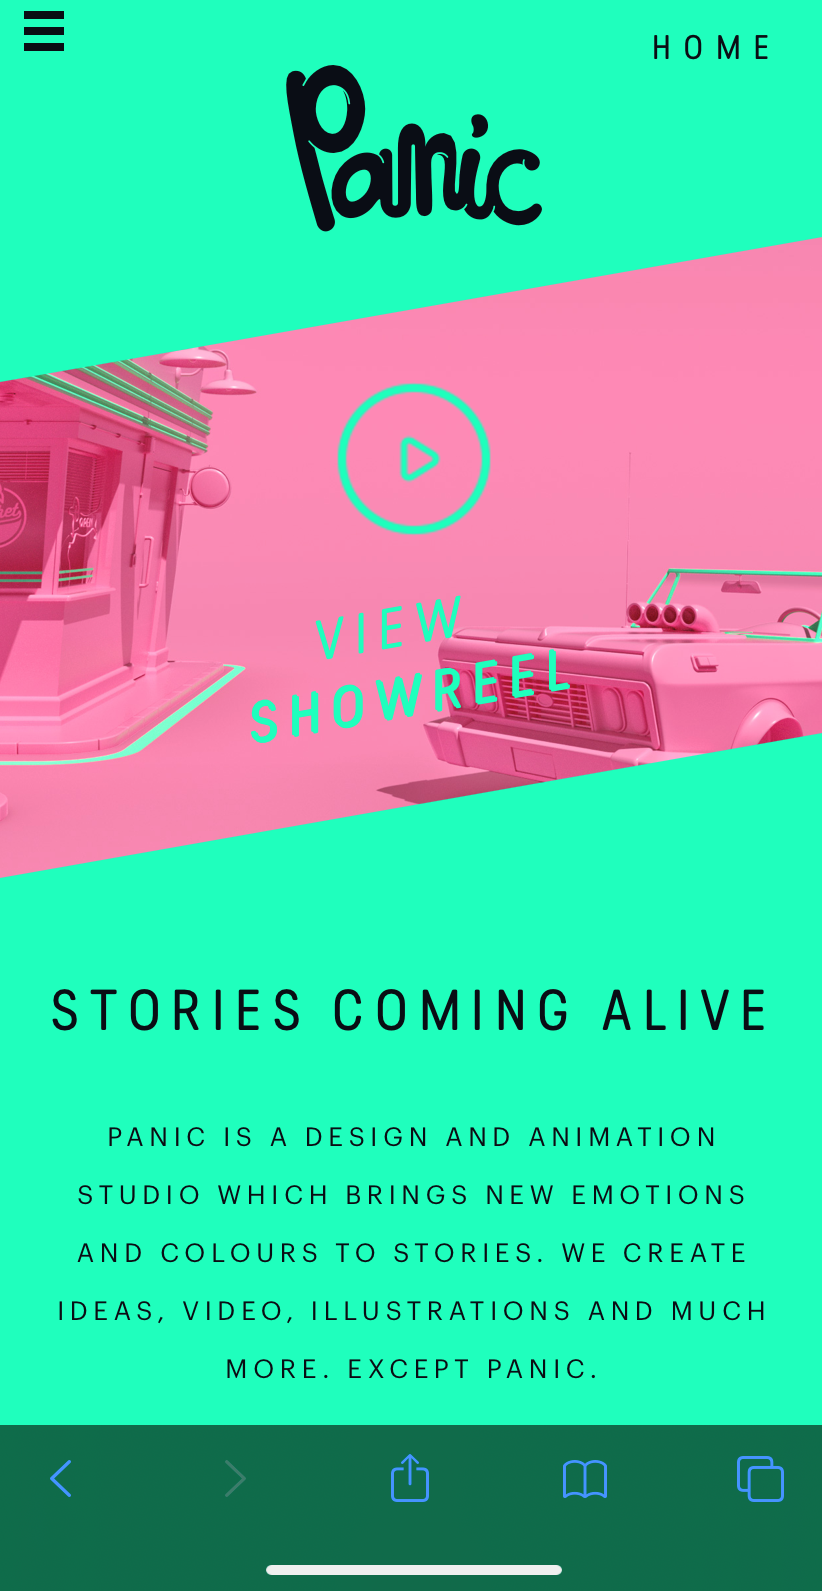 HOME
Panic
VIEW
SHOWREEL
STORIES COMING ALIVE
PANIC IS A DESIGN AND ANIMATION
STUDIO WHICH BRINGS NEW EMOTIONS
AND COLOURS TO STORIES. WE CREATE
IDEAS, VIDEO, ILLUSTRATIONS AND MUCH
MORE. EXCEPT PANIC.